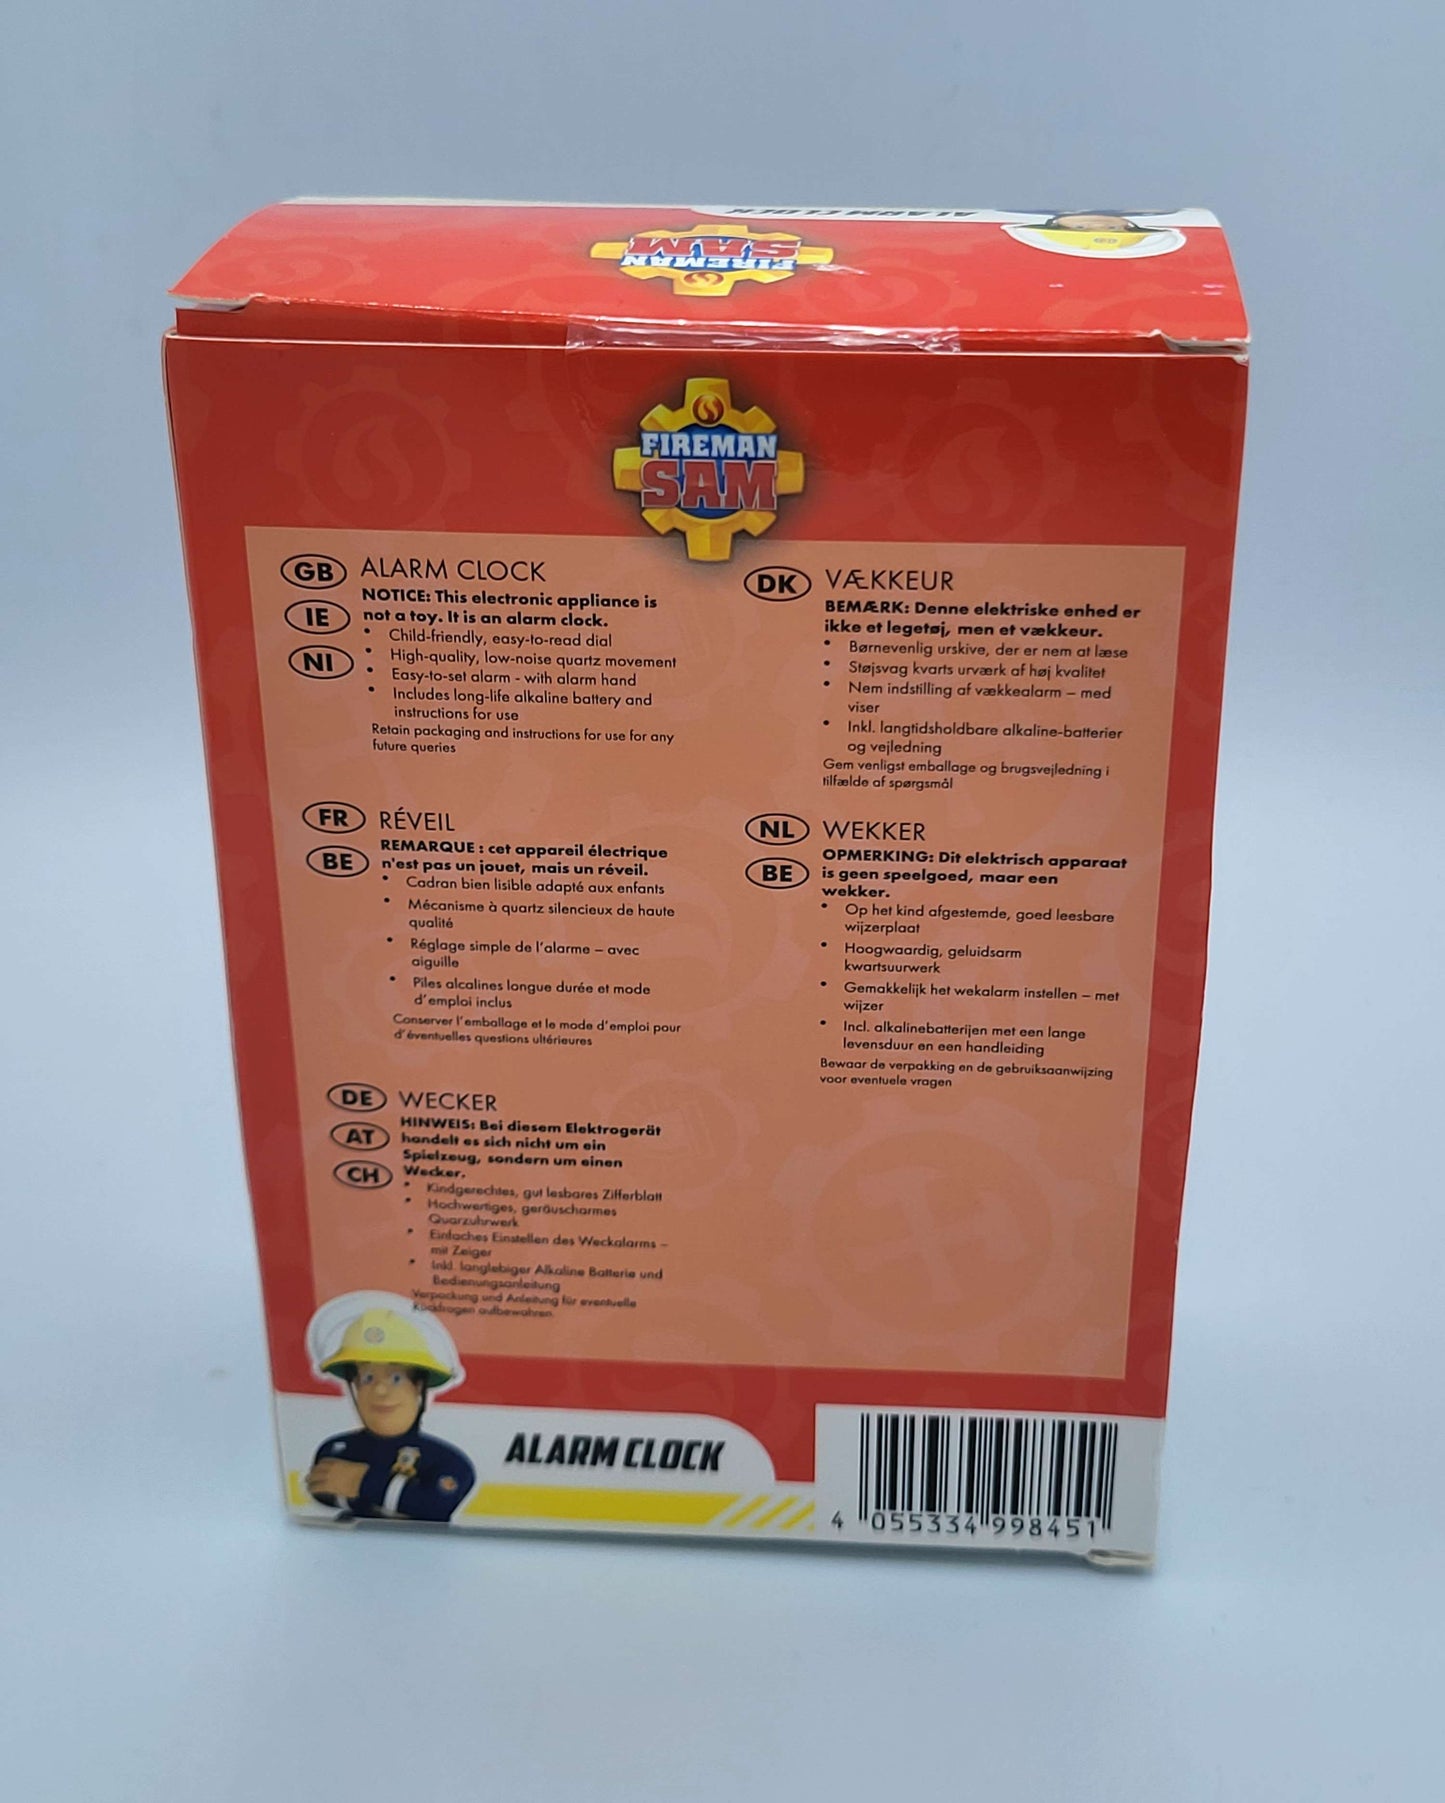 ALARM CLOCK
FIREMAN
SAM
FIREMAN
SAM
GB
IE
NI
ALARM CLOCK
NOTICE: This electronic appliance is
not a toy. It is an alarm clock.
• Child-friendly, easy-to-read dial
• High-quality, low-noise quartz movement
• Easy-to-set alarm - with alarm hand
• Includes long-life alkaline battery and
instructions for use
Retain packaging and instructions for use for any
future queries
DK
VÆKKEUR
BEMÆRK: Denne elektriske enhed er
ikke et legetøj, men et vækkeur.
• Børnevenlig urskive, der er nem at læse
• Støjsvag kvarts urværk af høj kvalitet
• Nem indstilling af vækkealarm – med
viser
• Inkl. langtidsholdbare alkaline-batterier
og vejledning
Gem venligst emballage og brugsvejledning i
tilfælde af spørgsmål
FR
BE
RÉVEIL
REMARQUE : cet appareil électrique
n'est pas un jouet, mais un réveil.
• Cadran bien lisible adapté aux enfants
• Mécanisme à quartz silencieux de haute
qualité
• Réglage simple de l'alarme – avec
aiguille
• Piles alcalines longue durée et mode
d'emploi inclus
Conserver l'emballage et le mode d'emploi pour
d'éventuelles questions ultérieures
NL
BE
WEKKER
OPMERKING: Dit elektrisch apparaat
is geen speelgoed, maar een
wekker.
• Op het kind afgestemde, goed leesbare
wijzerplaat
• Hoogwaardig, geluidsarm
kwartsuurwerk
• Gemakkelijk het wekalarm instellen – met
wijzer
• Incl. alkalinebatterijen met een lange
levensduur en een handleiding
Bewaar de verpakking en de gebruiksaanwijzing
voor eventuele vragen
DE
AT
CH
WECKER
HINWEIS: Bei diesem Elektrogerät
handelt es sich nicht um ein
Spielzeug, sondern um einen
Wecker.
• Kindgerechtes, gut lesbares Zifferblatt
• Hochwertiges, geräuscharmes
Quarzuhrwerk
• Einfaches Einstellen des Weckalarms –
mit Zeiger
• Inkl. langlebiger Alkaline Batterie und
Bedienungsanleitung
Verpackung und Anleitung für eventuelle
Rückfragen aufbewahren.
ALARM CLOCK
4 055334 998451